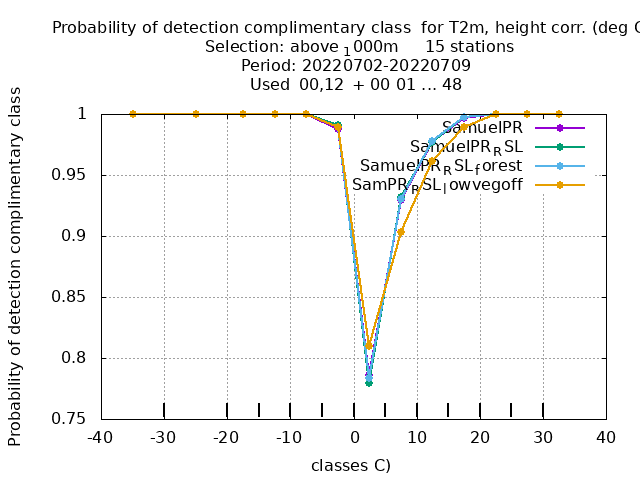 Probability of detection complimentary class  for T2m, height corr. (deg
Selection: above 1000m     15 stations
Period: 20220702-20220709
Used  00,12  + 00 01 ... 48
Probability of detection complimentary class
1
0.95
0.9
0.85
0.8
0.75
SamuelPR
SamuelPR_RSL
SamuelPR_RSL_forest
SamPR_RSL_lowvegoff
-40 -30 -20 -10 0 10 20 30 40
classes C)